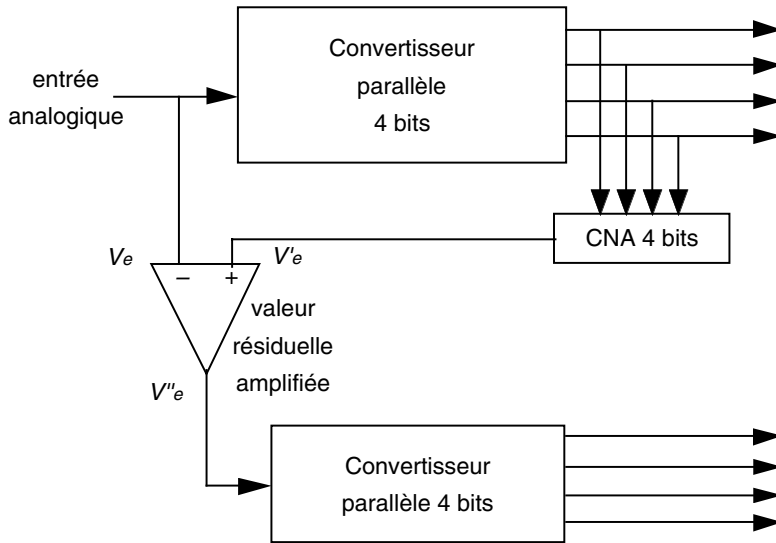 Convertisseur
parallèle
4 bits
entrée
analogique
CNA 4 bits
Ve
V'e
– +
valeur
résiduelle
amplifiée
V"e
Convertisseur
parallèle 4 bits